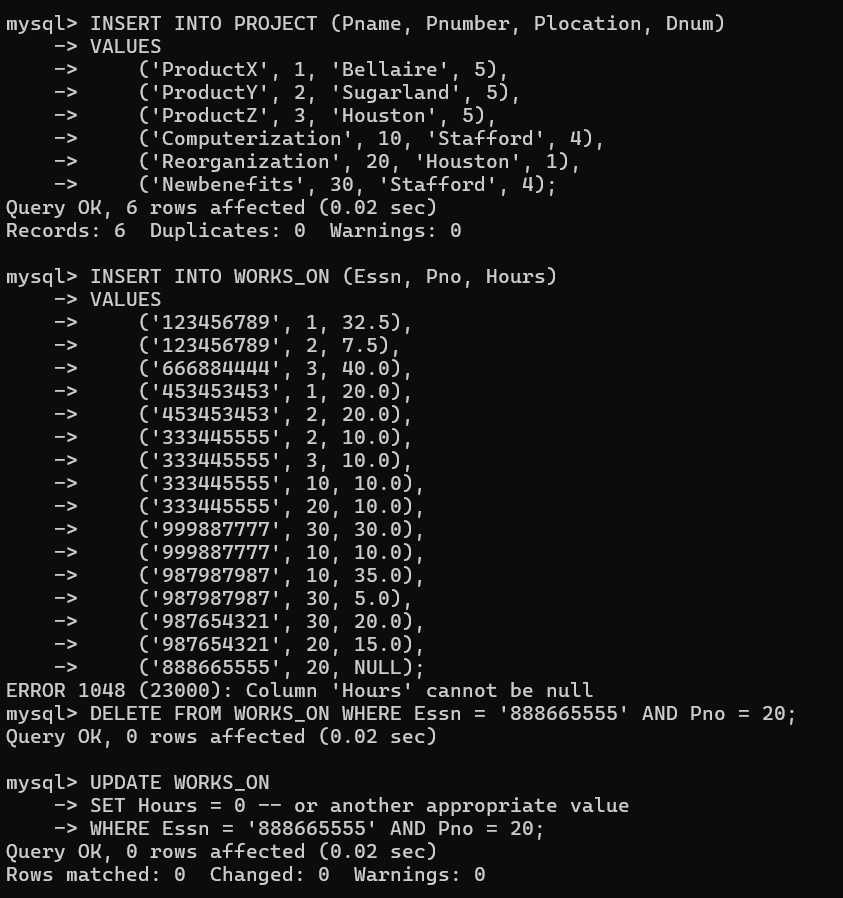 mysql> INSERT INTO PROJECT (Pname, Pnumber, Plocation, Dnum)
    -> VALUES
    ->     ('ProductX', 1, 'Bellaire', 5),
    ->     ('ProductY', 2, 'Sugarland', 5),
    ->     ('ProductZ', 3, 'Houston', 5),
    ->     ('Computerization', 10, 'Stafford', 4),
    ->     ('Reorganization', 20, 'Houston', 1),
    ->     ('Newbenefits', 30, 'Stafford', 4);
Query OK, 6 rows affected (0.02 sec)
Records: 6  Duplicates: 0  Warnings: 0

mysql> INSERT INTO WORKS_ON (Essn, Pno, Hours)
    -> VALUES
    ->     ('123456789', 1, 32.5),
    ->     ('123456789', 2, 7.5),
    ->     ('666884444', 3, 40.0),
    ->     ('453453453', 1, 20.0),
    ->     ('453453453', 2, 20.0),
    ->     ('333445555', 2, 10.0),
    ->     ('333445555', 3, 10.0),
    ->     ('333445555', 10, 10.0),
    ->     ('333445555', 20, 10.0),
    ->     ('999887777', 30, 30.0),
    ->     ('999887777', 10, 10.0),
    ->     ('987987987', 10, 35.0),
    ->     ('987987987', 30, 5.0),
    ->     ('987654321', 30, 20.0),
    ->     ('987654321', 20, 15.0),
    ->     ('888665555', 20, NULL);
ERROR 1048 (23000): Column 'Hours' cannot be null
mysql> DELETE FROM WORKS_ON WHERE Essn = '888665555' AND Pno = 20;
Query OK, 0 rows affected (0.02 sec)

mysql> UPDATE WORKS_ON
    -> SET Hours = 0 -- or another appropriate value
    -> WHERE Essn = '888665555' AND Pno = 20;
Query OK, 0 rows affected (0.02 sec)
Rows matched: 0  Changed: 0  Warnings: 0